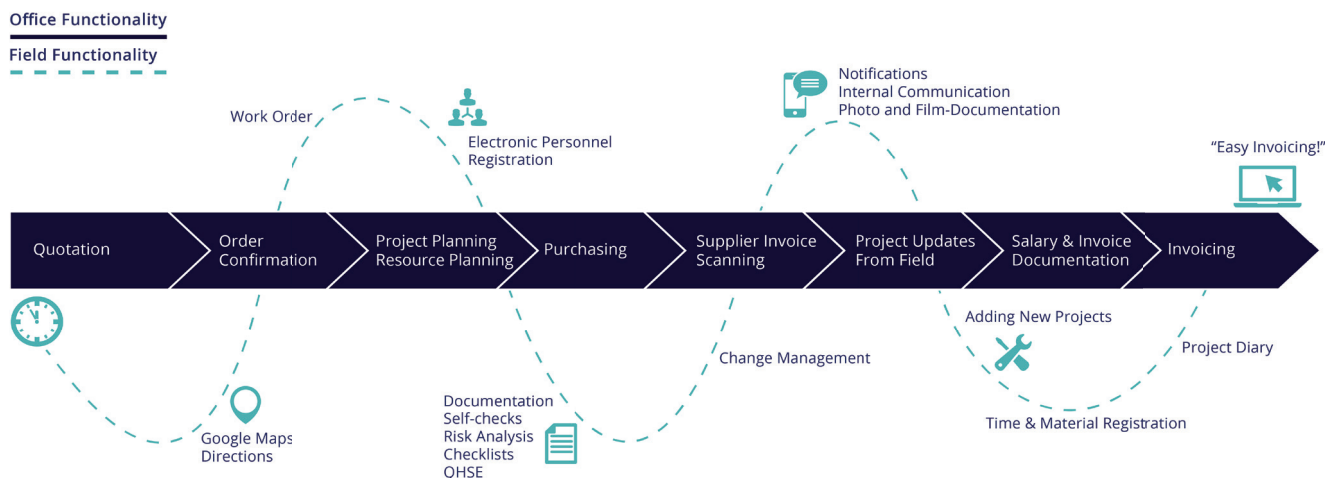 Office Functionality
Field Functionality
Work Order
Electronic Personnel
Registration
Notifications
Internal Communication
Photo and Film-Documentation
“Easy Invoicing!”
Quotation
Order
Confirmation
Project Planning
Resource Planning
Purchasing
Supplier Invoice
Scanning
Project Updates
From Field
Salary & Invoice
Documentation
Invoicing
Google Maps
Directions
Documentation
Self-checks
Risk Analysis
Checklists
OHSE
Change Management
Adding New Projects
Time & Material Registration
Project Diary